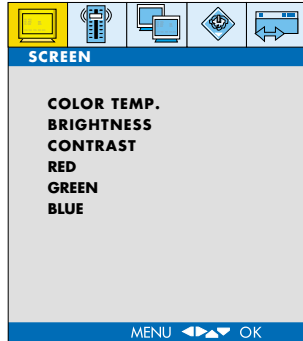 SCREEN
COLOR TEMP.
BRIGHTNESS
CONTRAST
RED
GREEN
BLUE
MENU OK